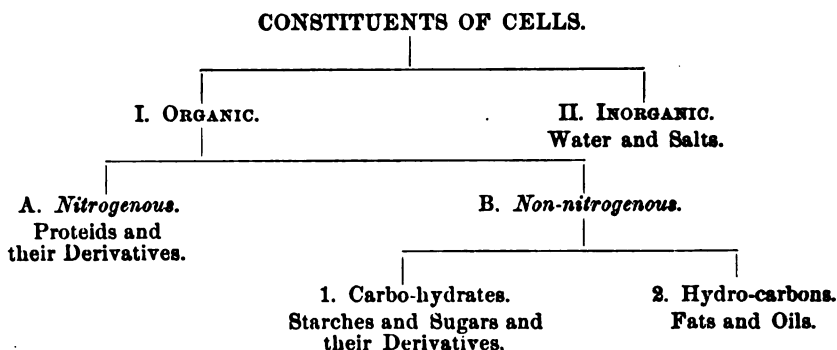 CONSTITUENTS OF CELLS.
I. ORGANIC.
II. INORGANIC.
Water and Salts.
A. Nitrogenous.
Proteids and
their Derivatives.
B. Non-nitrogenous.
1. Carbo-hydrates.
Starches and Sugars and
their Derivatives.
2. Hydro-carbons.
Fats and Oils.